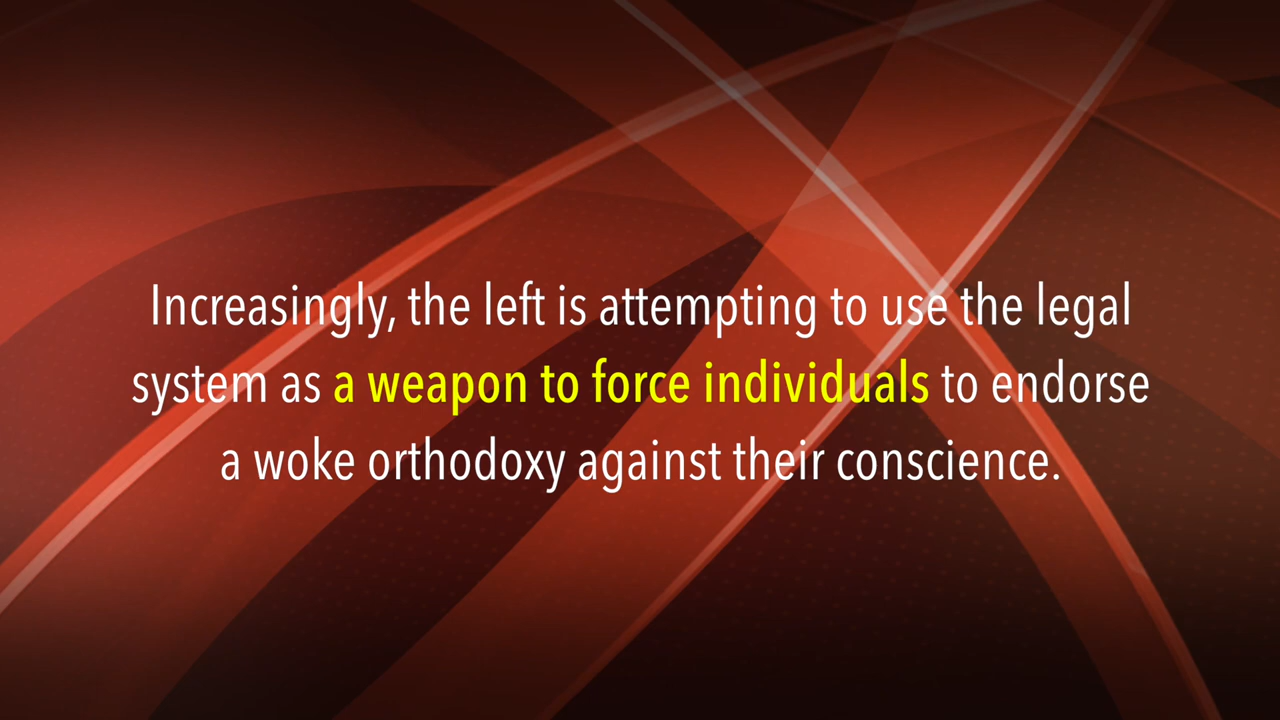 Increasingly, the left is attempting to use the legal
system as a weapon to force individuals to endorse
a woke orthodoxy against their conscience.